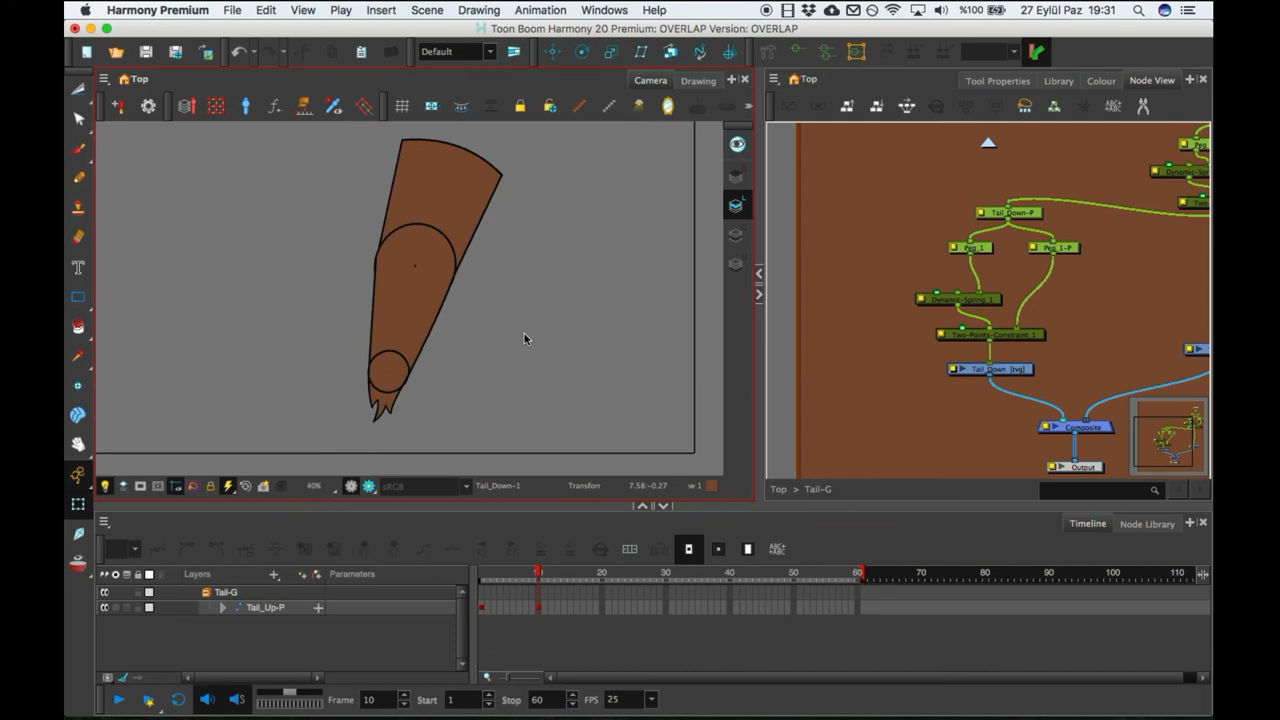 Harmony Premium File Edit View Play Insert Scene Drawing Animation Windows Help %100 27 Eylül Paz 19:31
Toon Boom Harmony 20 Premium: OVERLAP Version: OVERLAP
Default
Top Camera Drawing
Top Tool Properties Library Colour Node View
Tail_Down-P
Peg_1 Peg_1-P
Dynamic-Spring_1
Two-Points-Constraint_1
Tail_Down [tvg]
Composite
Output
40% sRGB Tail_Down-1 Transform 7.58:-0.27
Top > Tail-G
Timeline Node Library
Layers Parameters 20 30 40 50 60 70 80 90 100 110
Tail-G
Tail_Up-P
Frame 10 Start 1 Stop 60 FPS 25